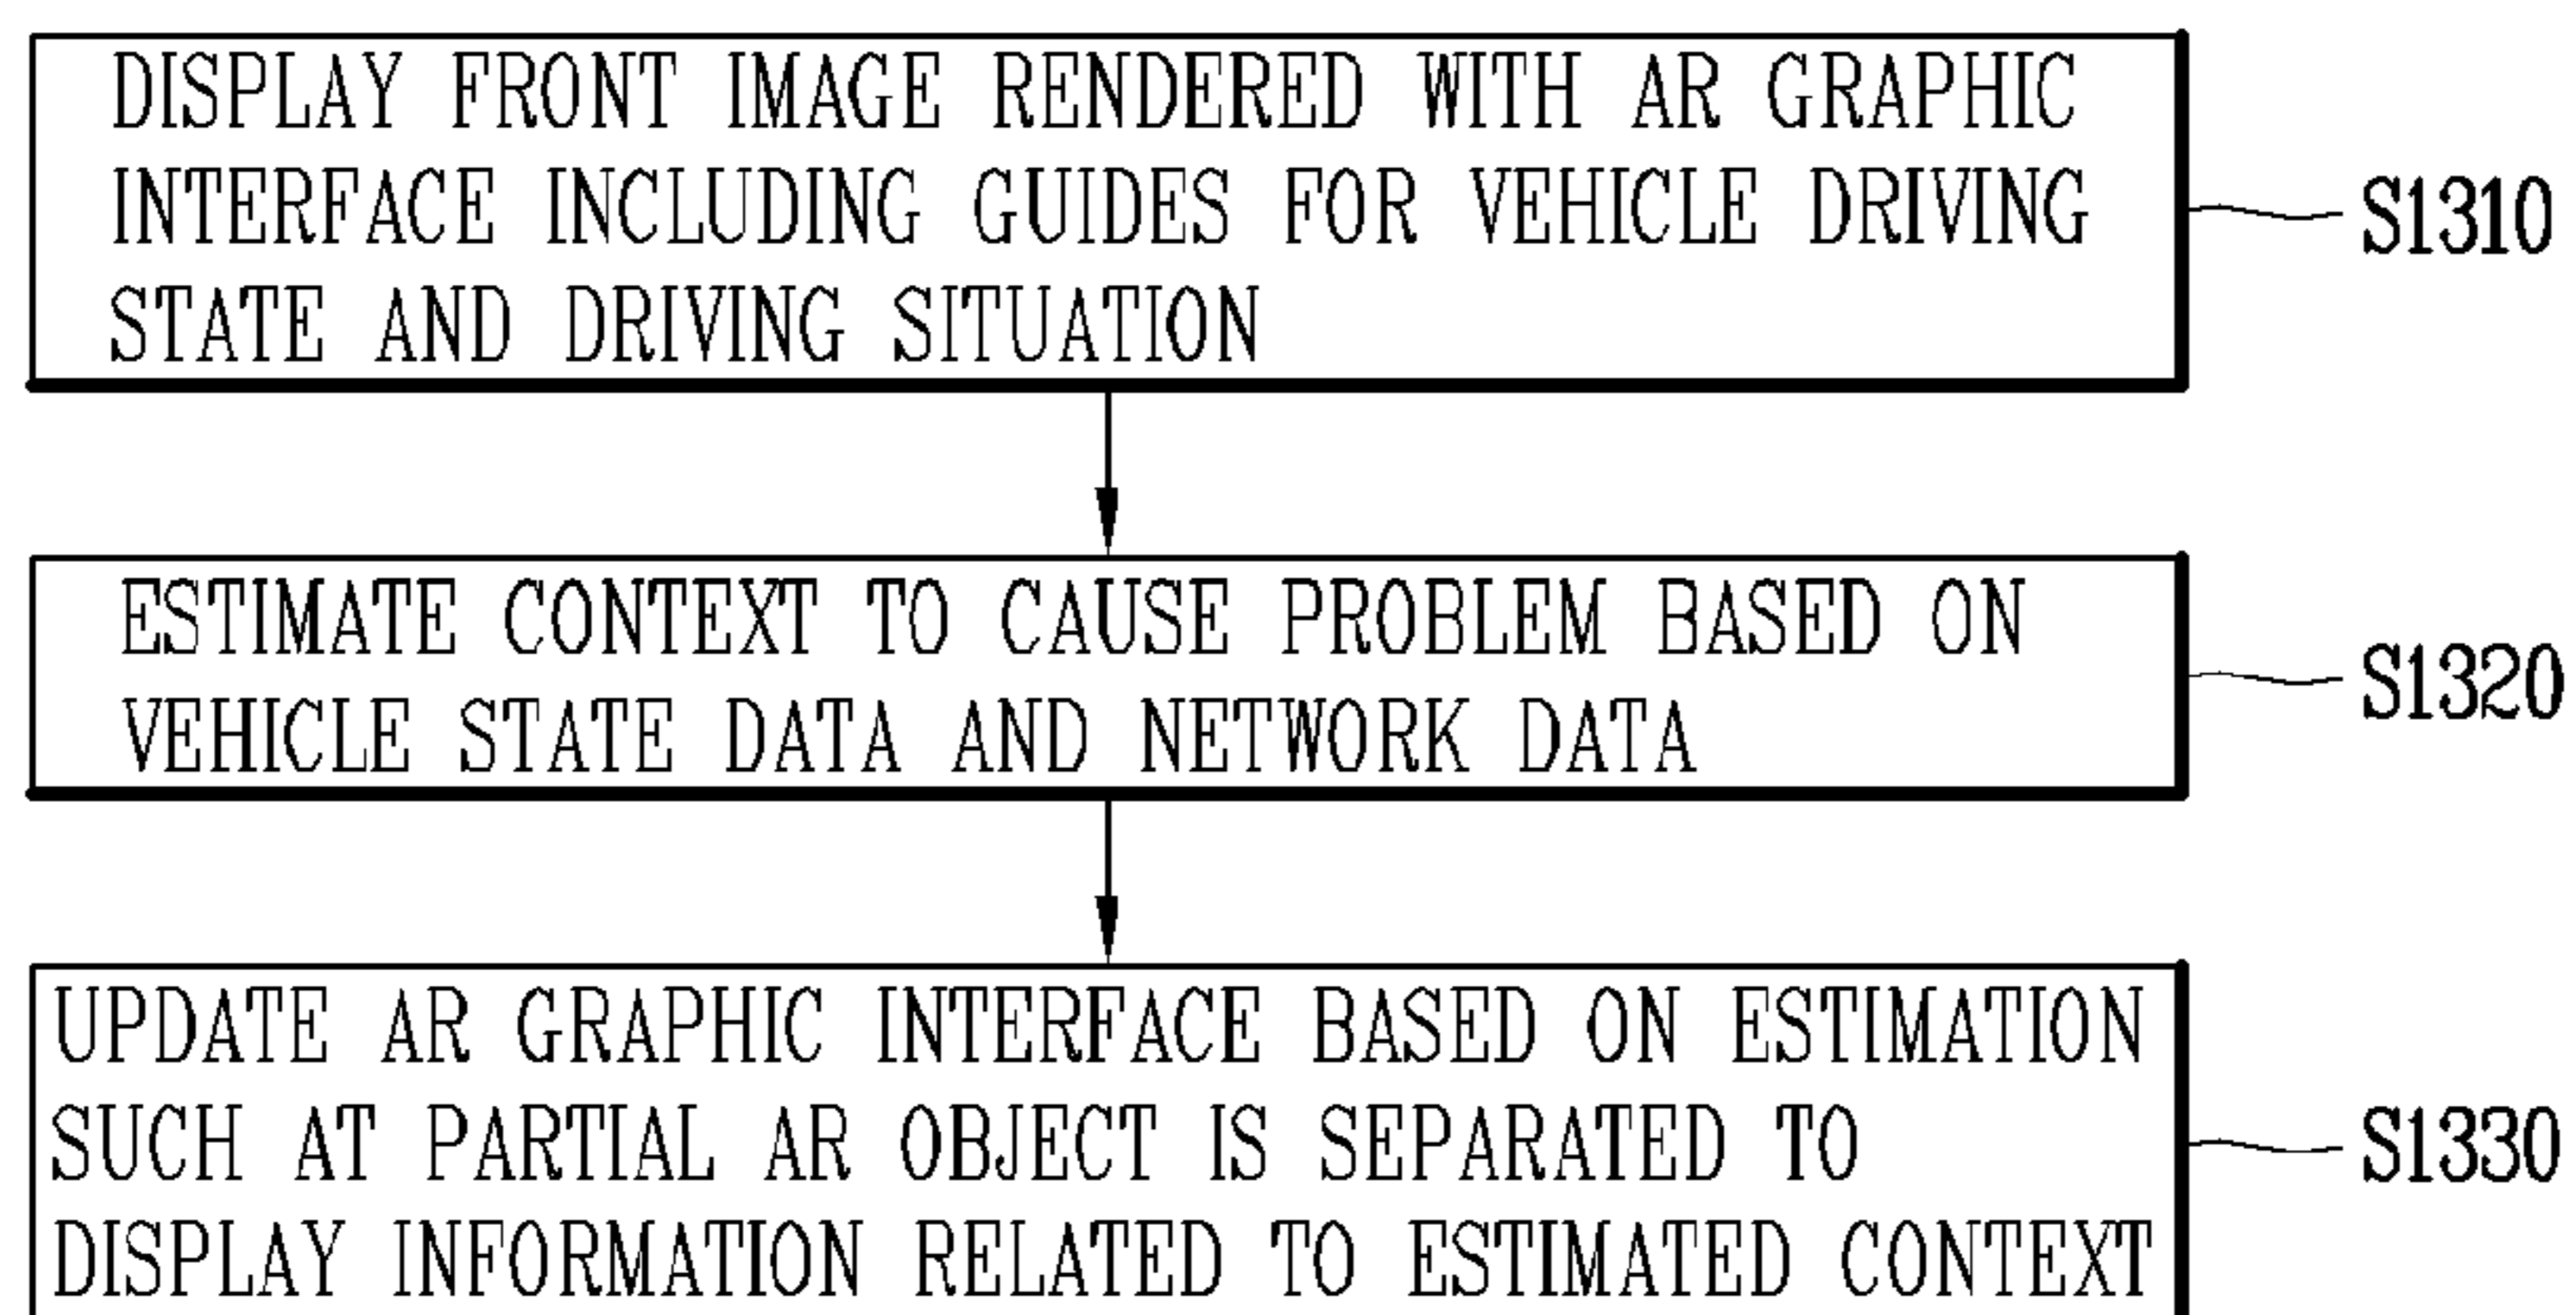 DISPLAY FRONT IMAGE RENDERED WITH AR GRAPHIC
INTERFACE INCLUDING GUIDES FOR VEHICLE DRIVING
STATE AND DRIVING SITUATION
S1310
ESTIMATE CONTEXT TO CAUSE PROBLEM BASED ON
VEHICLE STATE DATA AND NETWORK DATA
S1320
UPDATE AR GRAPHIC INTERFACE BASED ON ESTIMATION
SUCH AT PARTIAL AR OBJECT IS SEPARATED TO
DISPLAY INFORMATION RELATED TO ESTIMATED CONTEXT
S1330